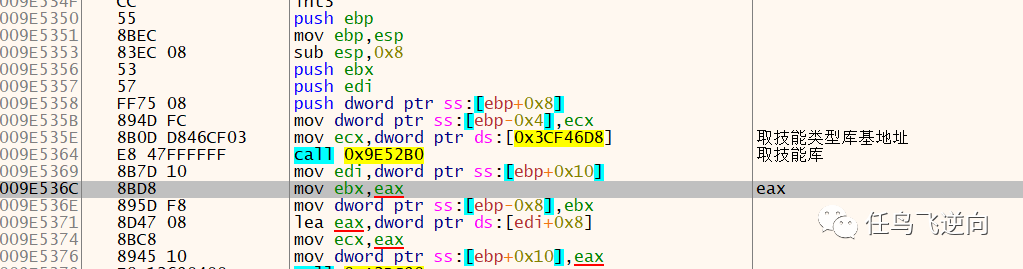 009E534F CC int3
009E5350 55 push ebp
009E5351 8BEC mov ebp,esp
009E5353 83EC 08 sub esp,0x8
009E5356 53 push ebx
009E5357 57 push edi
009E5358 FF75 08 push dword ptr ss:[ebp+0x8]
009E535B 894D FC mov dword ptr ss:[ebp-0x4],ecx
009E535E 8B0D D846CF03 mov ecx,dword ptr ds:[0x3CF46D8] 取技能类型库基地址
009E5364 E8 47FFFFFF call 0x9E52B0 取技能库
009E5369 8B7D 10 mov edi,dword ptr ss:[ebp+0x10]
009E536C 8BD8 mov ebx,eax eax
009E536E 895D F8 mov dword ptr ss:[ebp-0x8],ebx
009E5371 8D47 08 lea eax,dword ptr ds:[edi+0x8]
009E5374 8BC8 mov ecx,eax
009E5376 8945 10 mov dword ptr ss:[ebp+0x10],eax
任鸟飞逆向